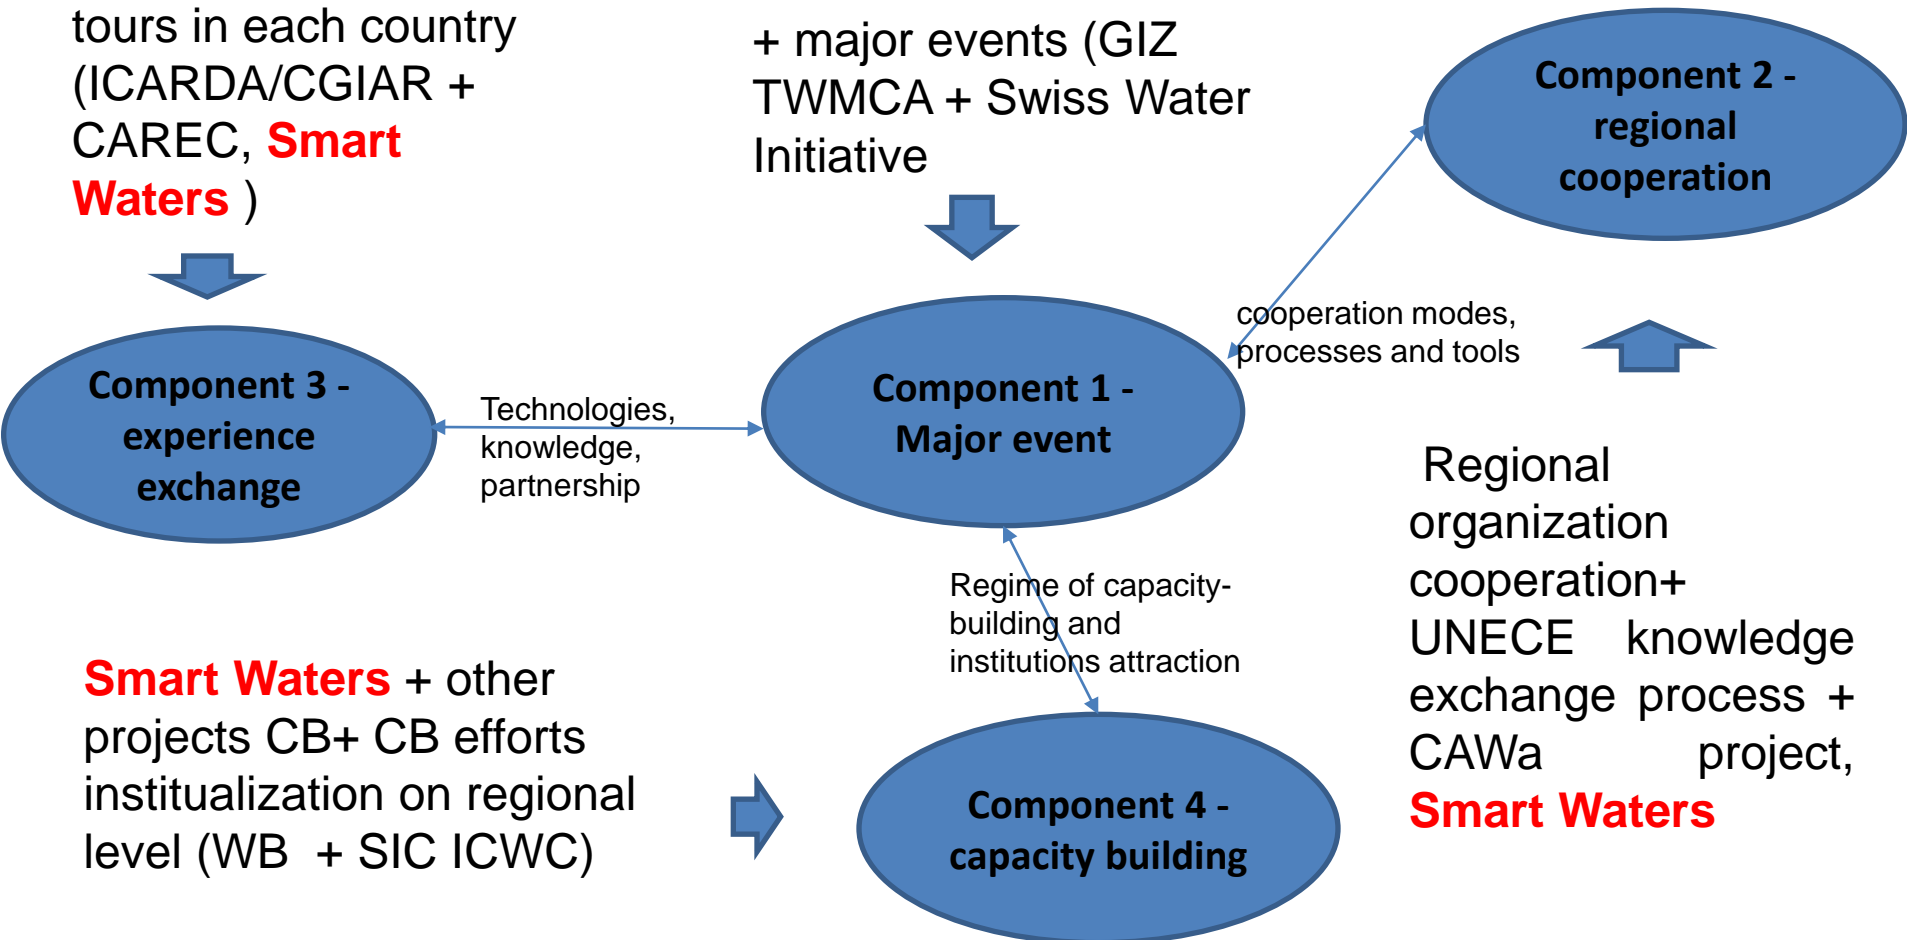 tours in each country
(ICARDA/CGIAR +
CAREC, Smart
Waters )
+ major events (GIZ
TWMCA + Swiss Water
Initiative
Component 2 -
regional
cooperation
cooperation modes,
processes and tools
Component 3 -
experience
exchange
Technologies,
knowledge,
partnership
Component 1 -
Major event
Regional
organization
cooperation+
UNECE knowledge
exchange process +
CAWa project,
Smart Waters
Regime of capacity-
building and
institutions attraction
Smart Waters + other
projects CB+ CB efforts
institualization on regional
level (WB + SIC ICWC)
Component 4 -
capacity building